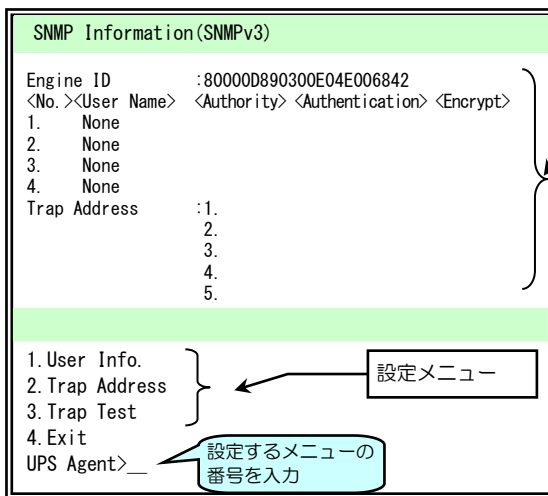 SNMP Information(SNMPv3)
Engine ID :80000D890300E04E006842
<No.><User Name> <Authority> <Authentication> <Encrypt>
1. None
2. None
3. None
4. None
Trap Address :1.
2.
3.
4.
5.
1.User Info.
2.Trap Address
3.Trap Test
4.Exit
UPS Agent>__
設定メニュー
設定するメニューの
番号を入力